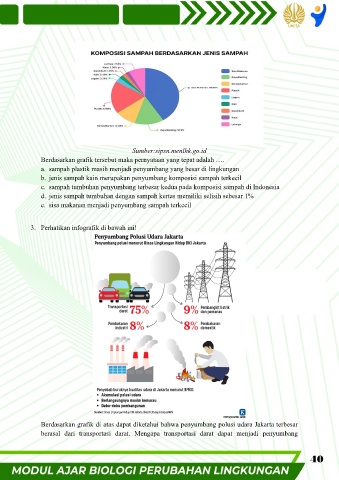 KOMPOSISI SAMPAH BERDASARKAN JENIS SAMPAH
Sumber:sipsn.menlhk.go.id
Berdasarkan grafik tersebut maka pernyataan yang tepat adalah ….
a. sampah plastik masih menjadi penyumbang yang besar di lingkungan
b. jenis sampah kain merupakan penyumbang komposisi sampah terkecil
c. sampah tumbuhan penyumbang terbesar kedua pada komposisi sampah di Indonesia
d. jenis sampah tumbuhan dengan sampah kertas memiliki selisih sebesar 1%
e. sisa makanan menjadi penyumbang sampah terkecil
3. Perhatikan infografik di bawah ini!
Penyumbang Polusi Udara Jakarta
Penyumbang polusi menurut Dinas Lingkungan Hidup DKI Jakarta
Transportasi darat 75%
9% Pembangkit listrik dan pemanas
Pembakaran industri 8%
8% Pembakaran domestik
Penyebab buruknya kualitas udara di Jakarta menurut BMKG:
• Akumulasi polusi udara
• Berlangsungnya musim kemarau
• Debu-debu pembangunan
Berdasarkan grafik di atas dapat diketahui bahwa penyumbang polusi udara Jakarta terbesar
berasal dari transportasi darat. Mengapa transportasi darat dapat menjadi penyumbang
40
MODUL AJAR BIOLOGI PERUBAHAN LINGKUNGAN